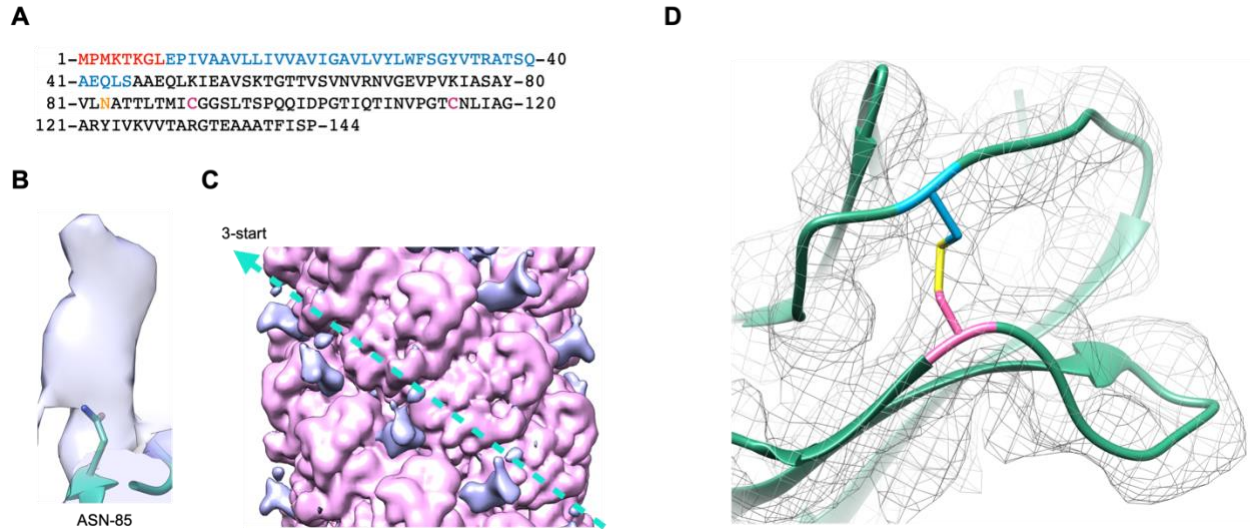 A
1-MPMKTKGLEPIVAAVLLIVVAVIGAVLVYLWFSGYVTRATSQ-40
41-AEQLSAAEQLKIEAVSKTGTTVSVNVRNVGEVPVKIASAY-80
81-VLNATTLTMICGGSLTSPQQIDPGTIQTINVPGTCNLIAG-120
121-ARYIVKVVTARGTEAAATFISP-144
B
ASN-85
C
3-start
D